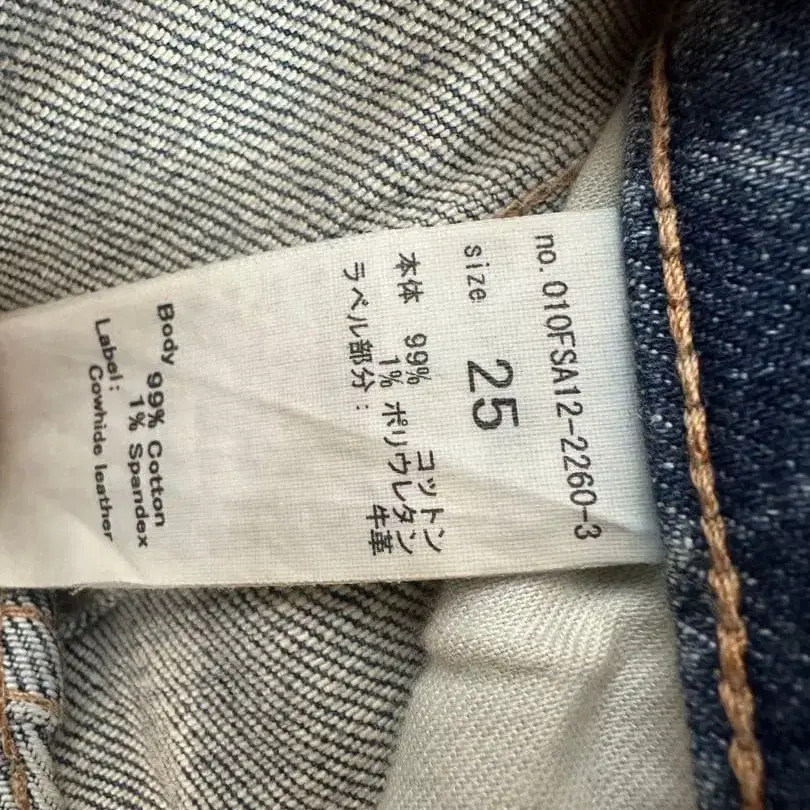 no.010FSA12-2260-3
size 25
本体 99% コットン
1% ポリウレタン
ラベル部分: 牛革
Body 99% Cotton
1% Spandex
Label: Cowhide leather